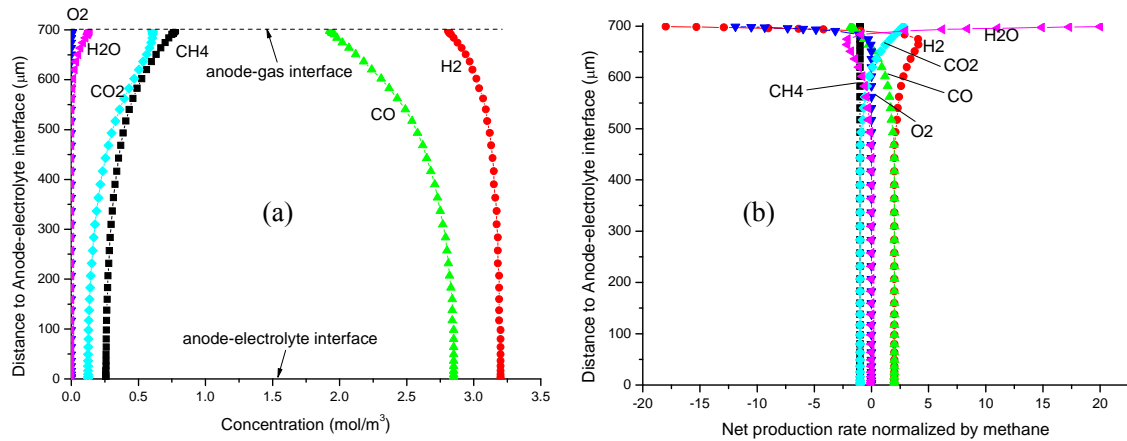 O2
700
H2O
CH4
H2
anode-gas interface
600
CO2
CO
500
400
300
(a)
200
100
anode-electrolyte interface
0
0.0 0.5 1.0 1.5 2.0 2.5 3.0 3.5
Concentration (mol/m³)
Distance to Anode-electrolyte interface (μm)
700
H2O
H2
CO2
600
CH4
CO
O2
500
400
300
(b)
200
100
0
-20 -15 -10 -5 0 5 10 15 20
Net production rate normalized by methane
Distance to Anode-electrolyte interface (μm)